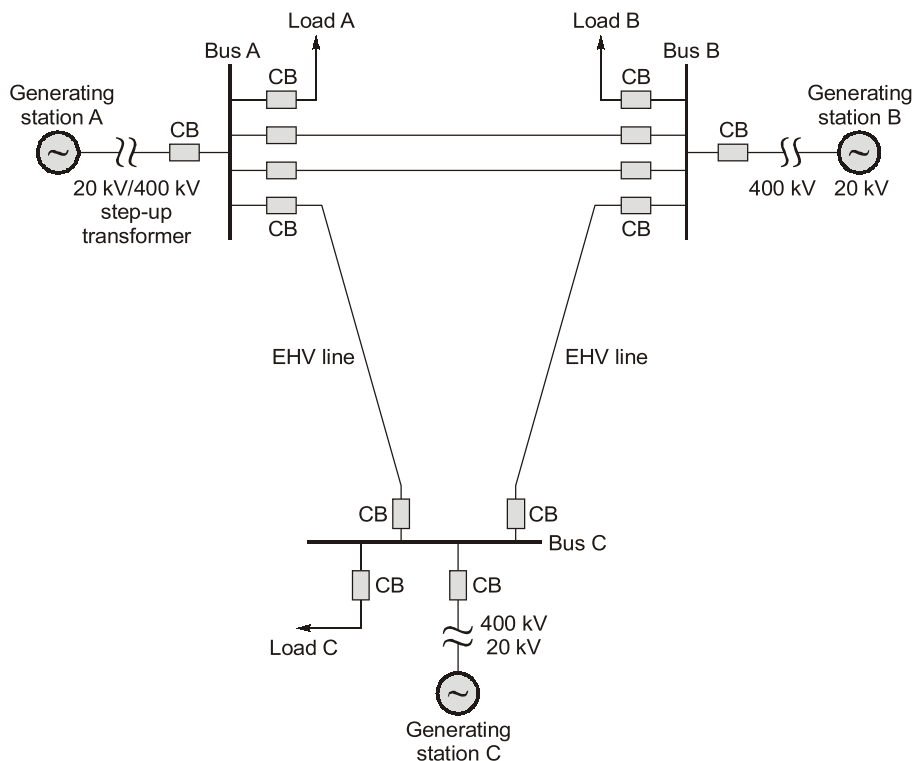 Load A
Load B
Bus A
Bus B
CB
CB
Generating
station A
Generating
station B
CB
CB
20 kV/400 kV
step-up
transformer
400 kV
20 kV
CB
CB
EHV line
EHV line
CB
CB
Bus C
CB
CB
400 kV
20 kV
Load C
Generating
station C